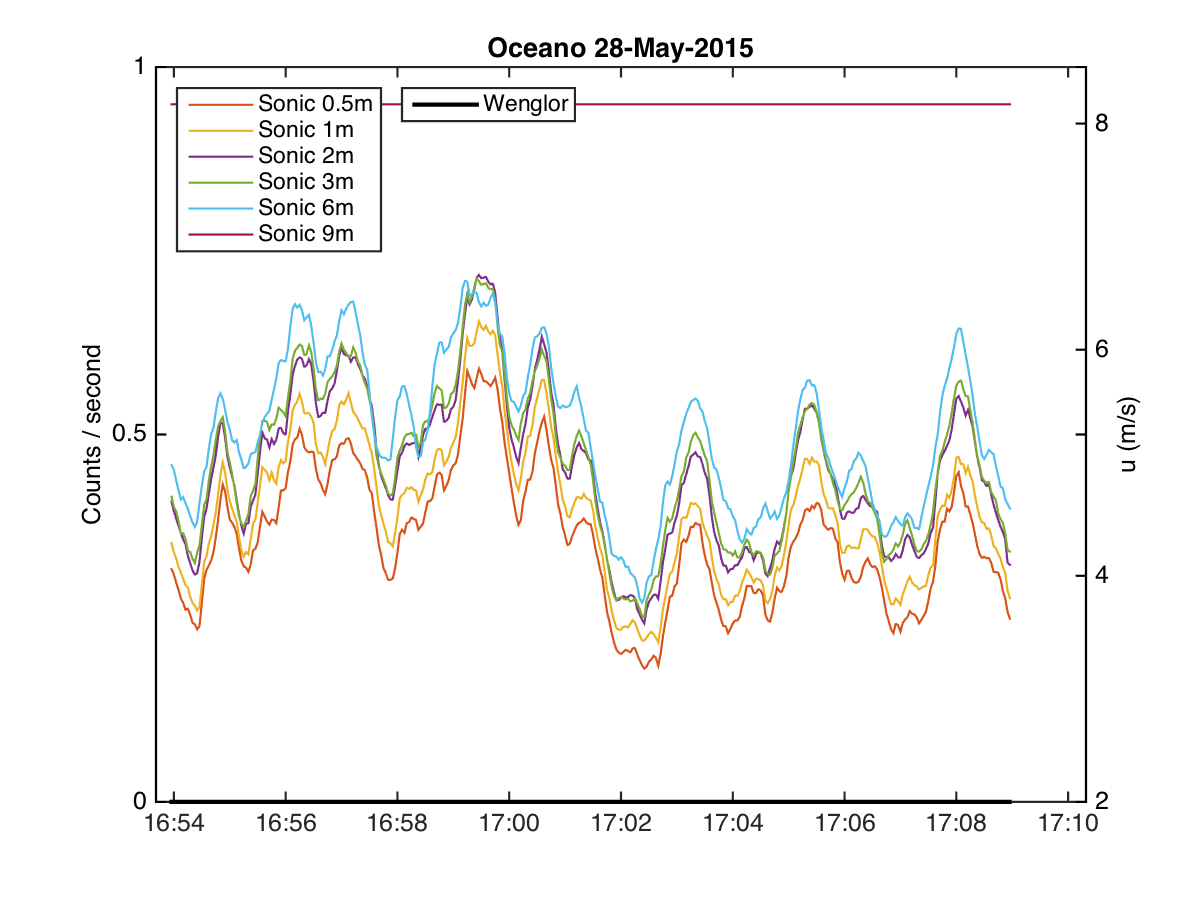 Oceano 28-May-2015
1
0.5
0
Counts / second
Sonic 0.5m
Sonic 1m
Sonic 2m
Sonic 3m
Sonic 6m
Sonic 9m
Wenglor
8
6
4
2
u (m/s)
16:54 16:56 16:58 17:00 17:02 17:04 17:06 17:08 17:10